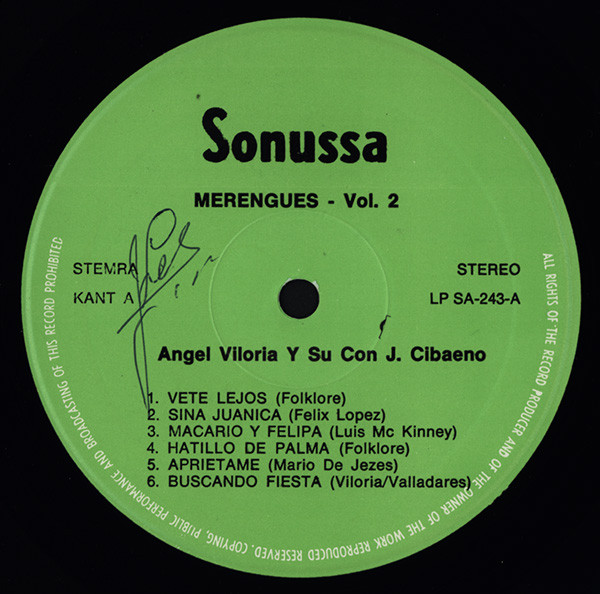 Sonussa
MERENGUES - Vol. 2
STEMRA
STEREO
KANT A
LP SA-243-A
Angel Viloria Y Su Con J. Cibaeno
1. VETE LEJOS (Folklore)
2. SINA JUANICA (Felix Lopez)
3. MACARIO Y FELIPA (Luis Mc Kinney)
4. HATILLO DE PALMA (Folklore)
5. APRIETAME (Mario De Jezes)
6. BUSCANDO FIESTA (Viloria/Valladares)
ALL RIGHTS OF THE RECORD PRODUCER AND OF THE OWNER OF THE WORK REPRODUCED RESERVED. COPYING, PUBLIC PERFORMANCE AND BROADCASTING OF THIS RECORD PROHIBITED